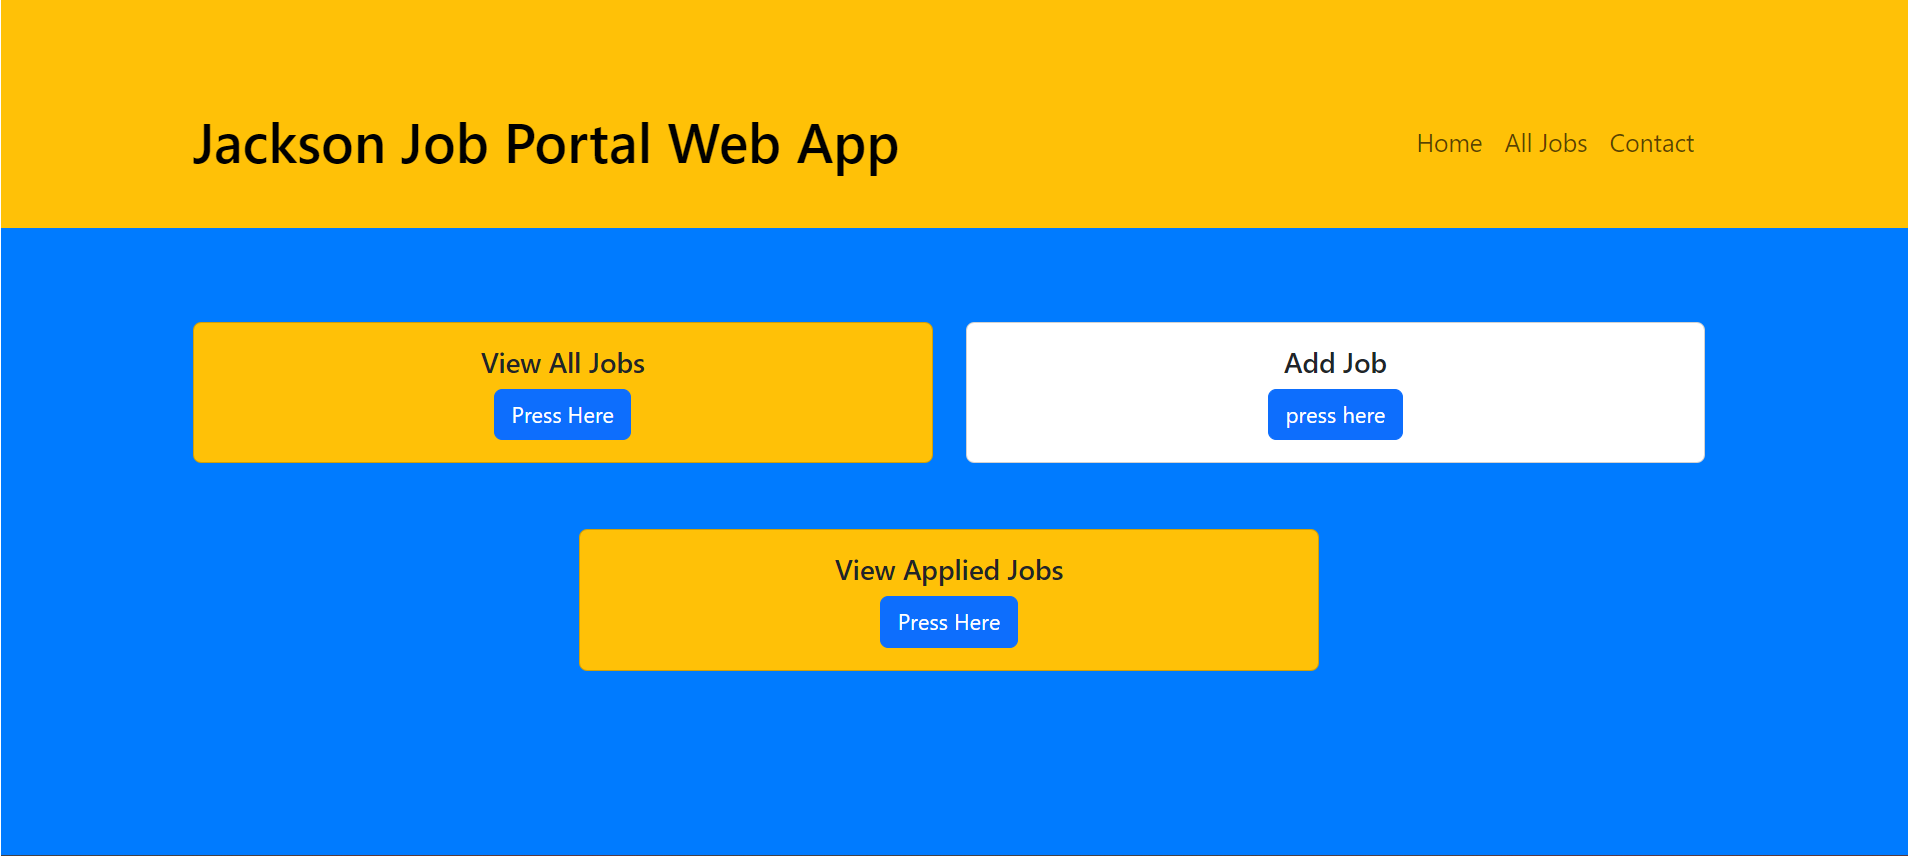 Jackson Job Portal Web App
Home All Jobs Contact
View All Jobs
Press Here
Add Job
press here
View Applied Jobs
Press Here